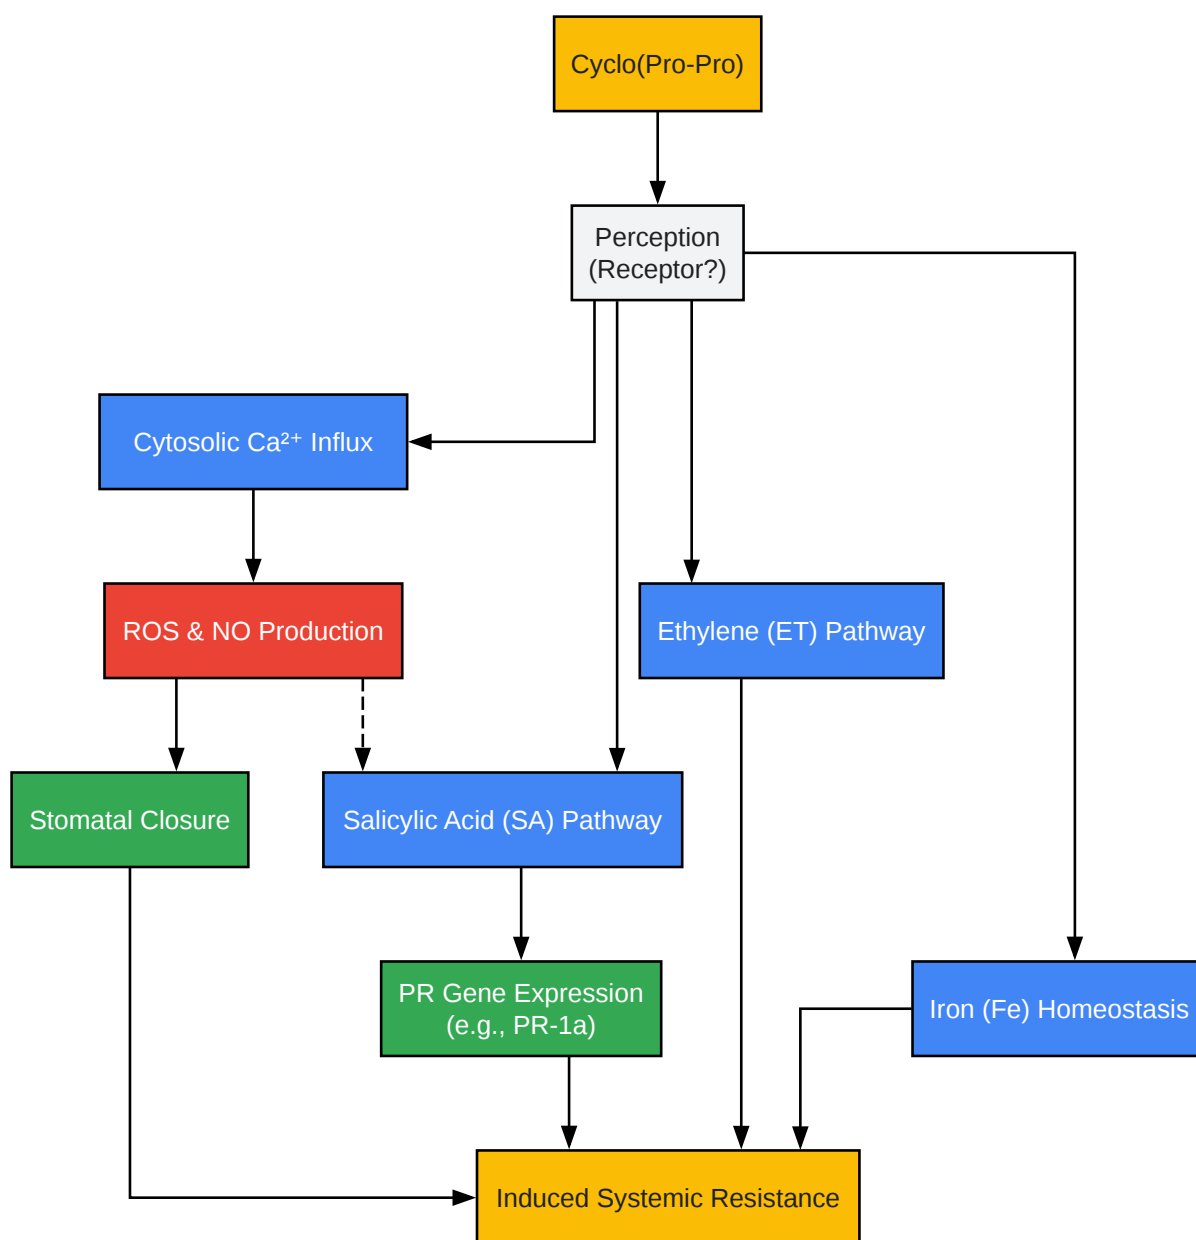 Cyclo(Pro-Pro)
Perception
(Receptor?)
Cytosolic Ca²⁺ Influx
ROS & NO Production
Ethylene (ET) Pathway
Stomatal Closure
Salicylic Acid (SA) Pathway
PR Gene Expression
(e.g., PR-1a)
Iron (Fe) Homeostasis
Induced Systemic Resistance